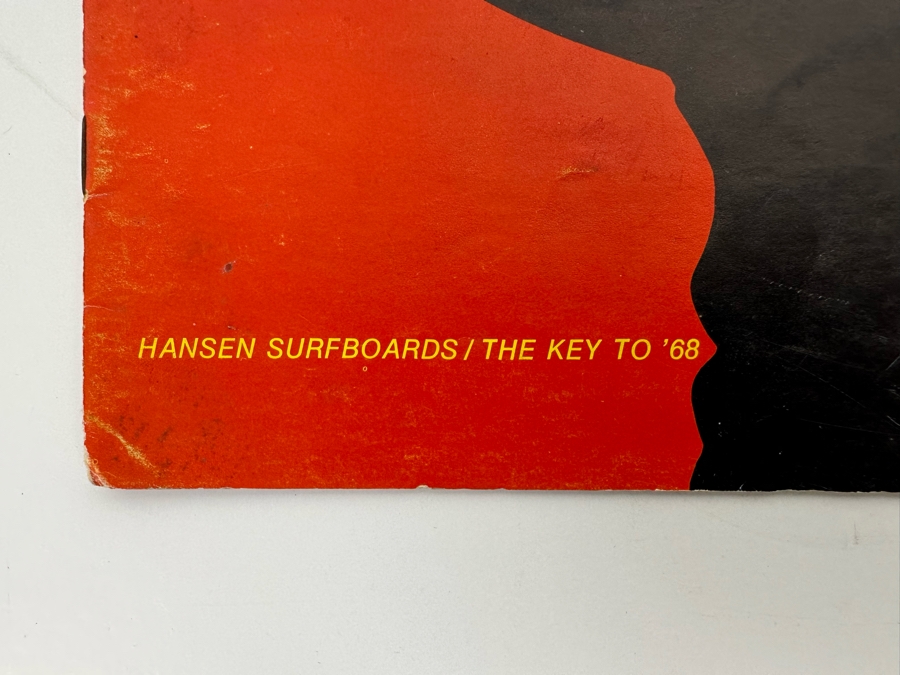 HANSEN SURFBOARDS / THE KEY TO ’68